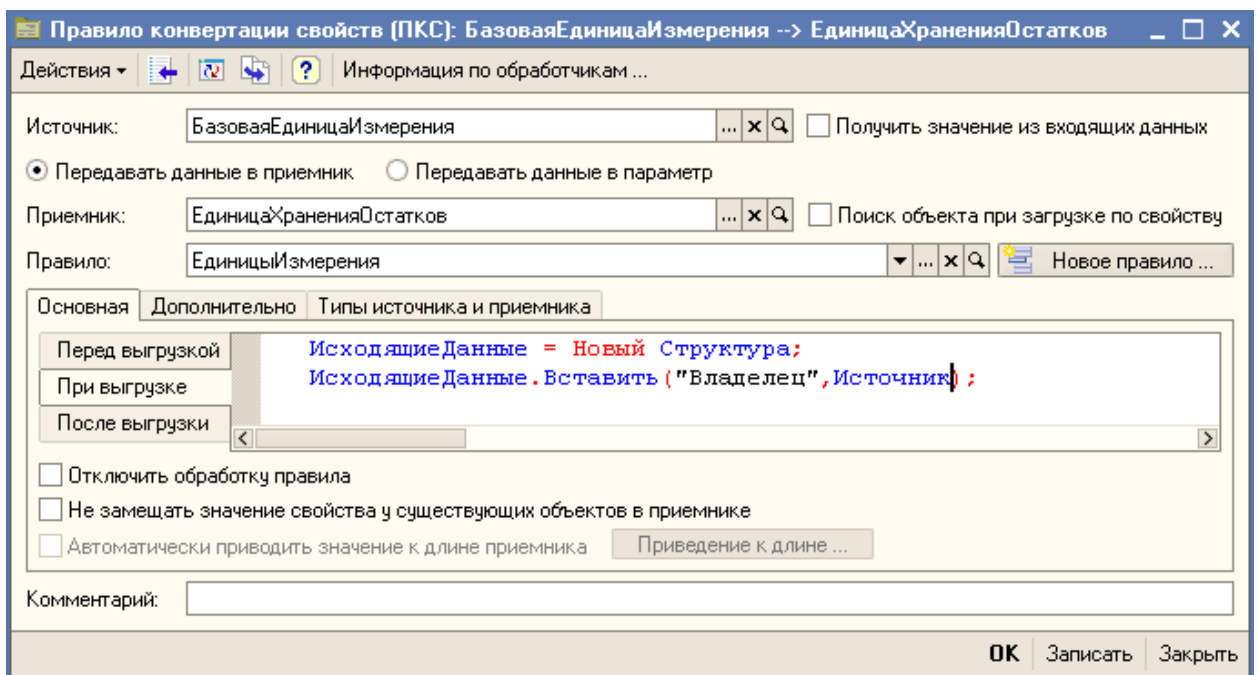 Правило конвертации свойств (ПКС): БазоваяЕдиницаИзмерения --> ЕдиницаХраненияОстатков
Действия ? Информация по обработчикам ...
Источник: БазоваяЕдиницаИзмерения ... Получить значение из входящих данных
Передавать данные в приемник Передавать данные в параметр
Приемник: ЕдиницаХраненияОстатков ... Поиск объекта при загрузке по свойству
Правило: ЕдиницыИзмерения ... Новое правило ...
Основная Дополнительно Типы источника и приемника
Перед выгрузкой ИсходящиеДанные = Новый Структура;
При выгрузке ИсходящиеДанные.Вставить("Владелец",Источник);
После выгрузки
Отключить обработку правила
Не замещать значение свойства у существующих объектов в приемнике
Автоматически приводить значение к длине приемника Приведение к длине ...
Комментарий:
OK Записать Закрыть